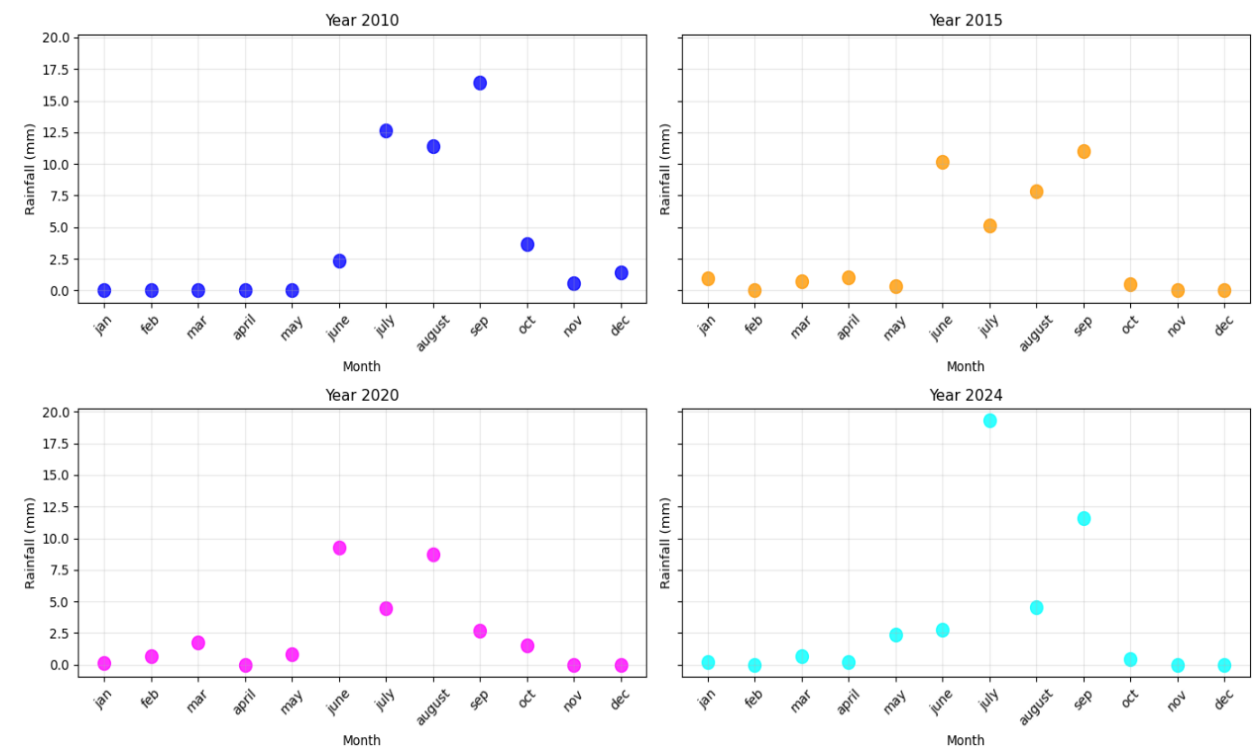 Year 2010
Year 2015
20.0
17.5
15.0
12.5
10.0
7.5
5.0
2.5
0.0
Rainfall (mm)
Rainfall (mm)
jan feb mar april may june july august sep oct nov dec
jan feb mar april may june july august sep oct nov dec
Month
Month
Year 2020
Year 2024
20.0
17.5
15.0
12.5
10.0
7.5
5.0
2.5
0.0
Rainfall (mm)
Rainfall (mm)
jan feb mar april may june july august sep oct nov dec
jan feb mar april may june july august sep oct nov dec
Month
Month